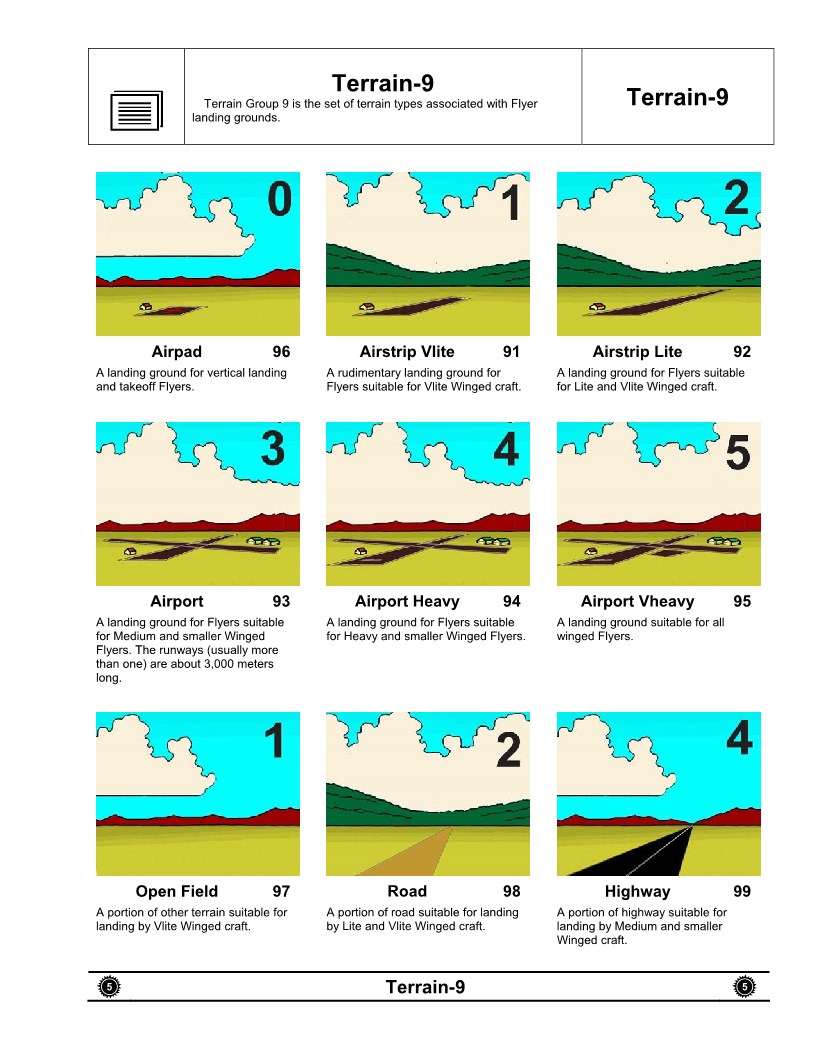 Terrain-9
Terrain Group 9 is the set of terrain types associated with Flyer
landing grounds.
Terrain-9
0
1
2
Airpad 96
Airstrip Vlite 91
Airstrip Lite 92
A landing ground for vertical landing
and takeoff Flyers.
A rudimentary landing ground for
Flyers suitable for Vlite Winged craft.
A landing ground for Flyers suitable
for Lite and Vlite Winged craft.
3
4
5
Airport 93
Airport Heavy 94
Airport Vheavy 95
A landing ground for Flyers suitable
for Medium and smaller Winged
Flyers. The runways (usually more
than one) are about 3,000 meters
long.
A landing ground for Flyers suitable
for Heavy and smaller Winged Flyers.
A landing ground suitable for all
winged Flyers.
1
2
4
Open Field 97
Road 98
Highway 99
A portion of other terrain suitable for
landing by Vlite Winged craft.
A portion of road suitable for landing
by Lite and Vlite Winged craft.
A portion of highway suitable for
landing by Medium and smaller
Winged craft.
5
Terrain-9
5